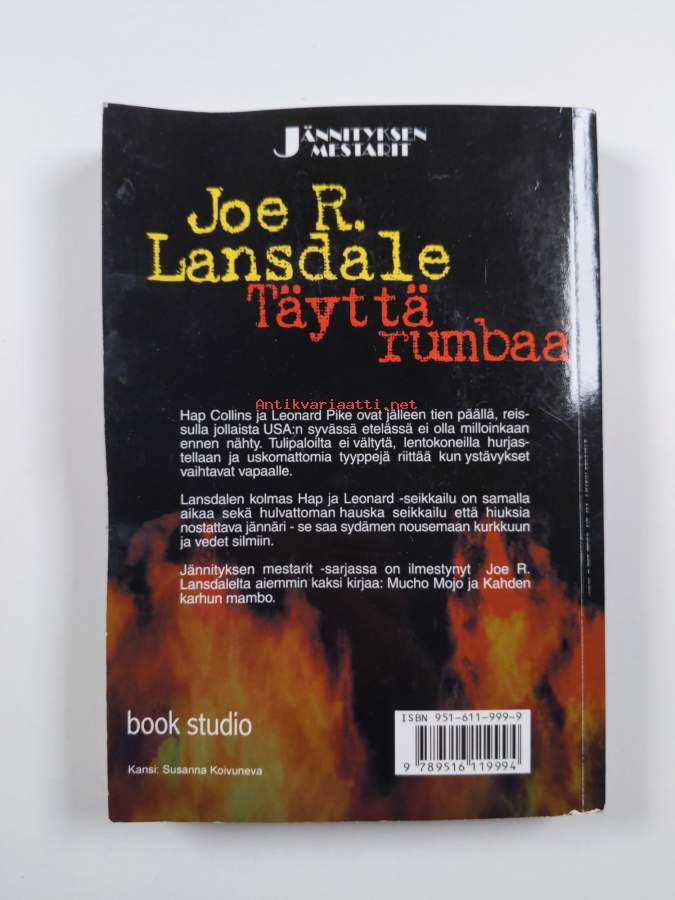 JÄNNITYKSEN
MESTARIT
Joe R.
Lansdale
Täyttä
rumbaa
Antikvariaatti.net
Hap Collins ja Leonard Pike ovat jälleen tien päällä, reis-
sulla jollaista USA:n syvässä etelässä ei olla milloinkaan
ennen nähty. Tulipaloilta ei vältytä, lentokoneilla hurjas-
tellaan ja uskomattomia tyyppejä riittää kun ystävykset
vaihtavat vapaalle.
Lansdalen kolmas Hap ja Leonard -seikkailu on samalla
aikaa sekä hulvattoman hauska seikkailu että hiuksia
nostattava jännäri - se saa sydämen nousemaan kurkkuun
ja vedet silmiin.
Jännityksen mestarit -sarjassa on ilmestynyt Joe R.
Lansdalelta aiemmin kaksi kirjaa: Mucho Mojo ja Kahden
karhun mambo.
book studio
Kansi: Susanna Koivuneva
ISBN 951-611-999-9
9 789516 119994